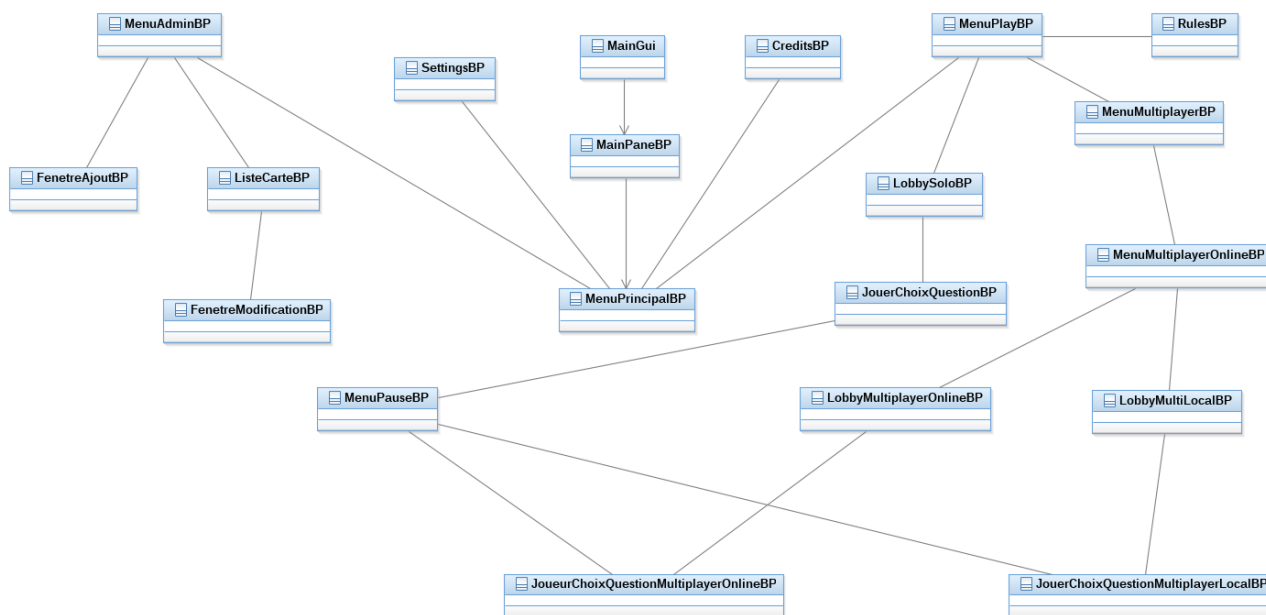 MenuAdminBP
MenuPlayBP
RulesBP
MainGui
CreditsBP
SettingsBP
MenuMultiplayerBP
MainPaneBP
FenetreAjoutBP
ListeCarteBP
LobbySoloBP
MenuMultiplayerOnlineBP
JouerChoixQuestionBP
MenuPrincipalBP
FenetreModificationBP
MenuPauseBP
LobbyMultiplayerOnlineBP
LobbyMultiLocalBP
JoueurChoixQuestionMultiplayerOnlineBP
JouerChoixQuestionMultiplayerLocalBP